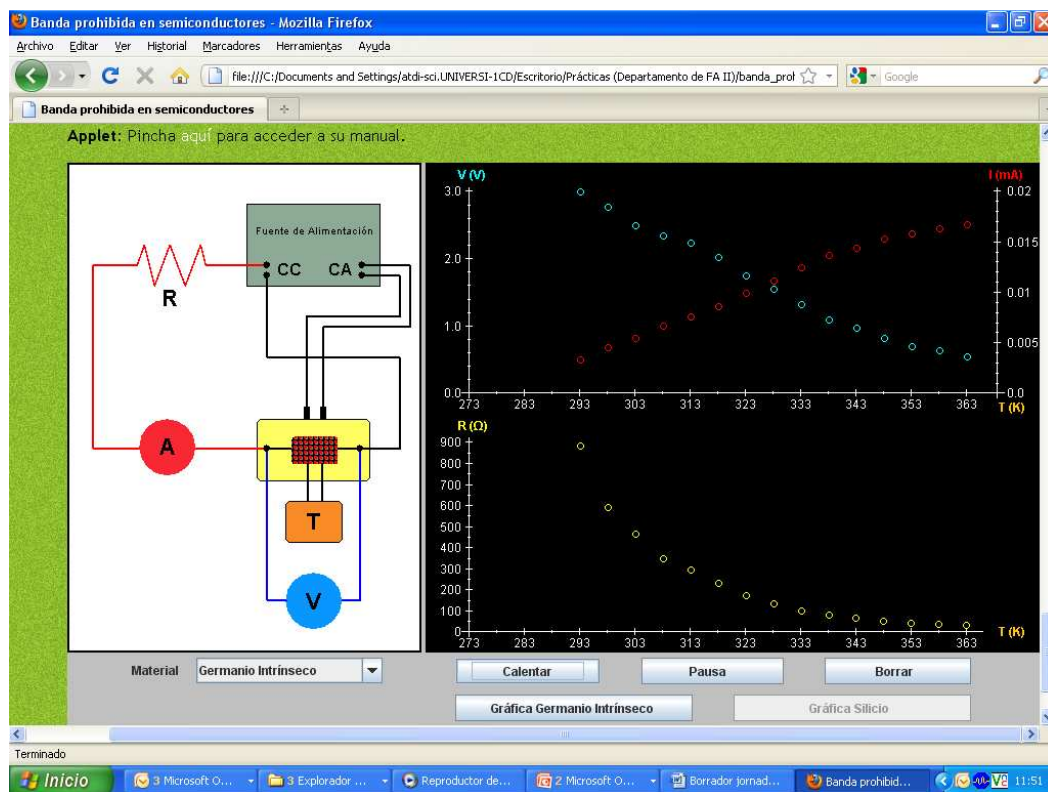 Banda prohibida en semiconductores - Mozilla Firefox
Archivo Editar Ver Historial Marcadores Herramientas Ayuda
file:///C:/Documents and Settings/atdi-sci.UNIVERSI-1CD/Escritorio/Prácticas (Departamento de FA II)/banda_prol
Google
Banda prohibida en semiconductores
Applet: Pincha aquí para acceder a su manual.
Fuente de Alimentación
CC CA
R
A
T
V
V (V) I (mA)
3.0 0.02
0.015
2.0
0.01
1.0
0.005
0.0 0.0
273 283 293 303 313 323 333 343 353 363
T (K)
R (Ω)
900
800
700
600
500
400
300
200
100
0
T (K)
273 283 293 303 313 323 333 343 353 363
Material Germanio Intrínseco
Calentar Pausa Borrar
Gráfica Germanio Intrínseco Gráfica Silicio
Terminado
Inicio 3 Microsoft O... 3 Explorador ... Reproductor de... 2 Microsoft O... Borrador jornad... Banda prohibid... 11:51